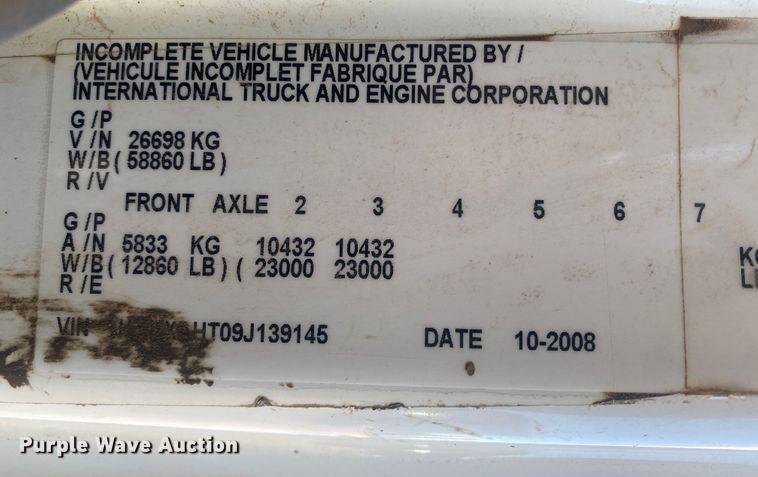 INCOMPLETE VEHICLE MANUFACTURED BY /
(VEHICULE INCOMPLET FABRIQUE PAR)
INTERNATIONAL TRUCK AND ENGINE CORPORATION
G /P
V /N 26698 KG
W/B ( 58860 LB )
R /V
FRONT AXLE 2 3 4 5 6 7
G /P
A /N 5833 KG 10432 10432
W/B ( 12860 LB ) ( 23000 23000
R /E
VIN HT09J139145 DATE 10-2008
Purple Wave Auction